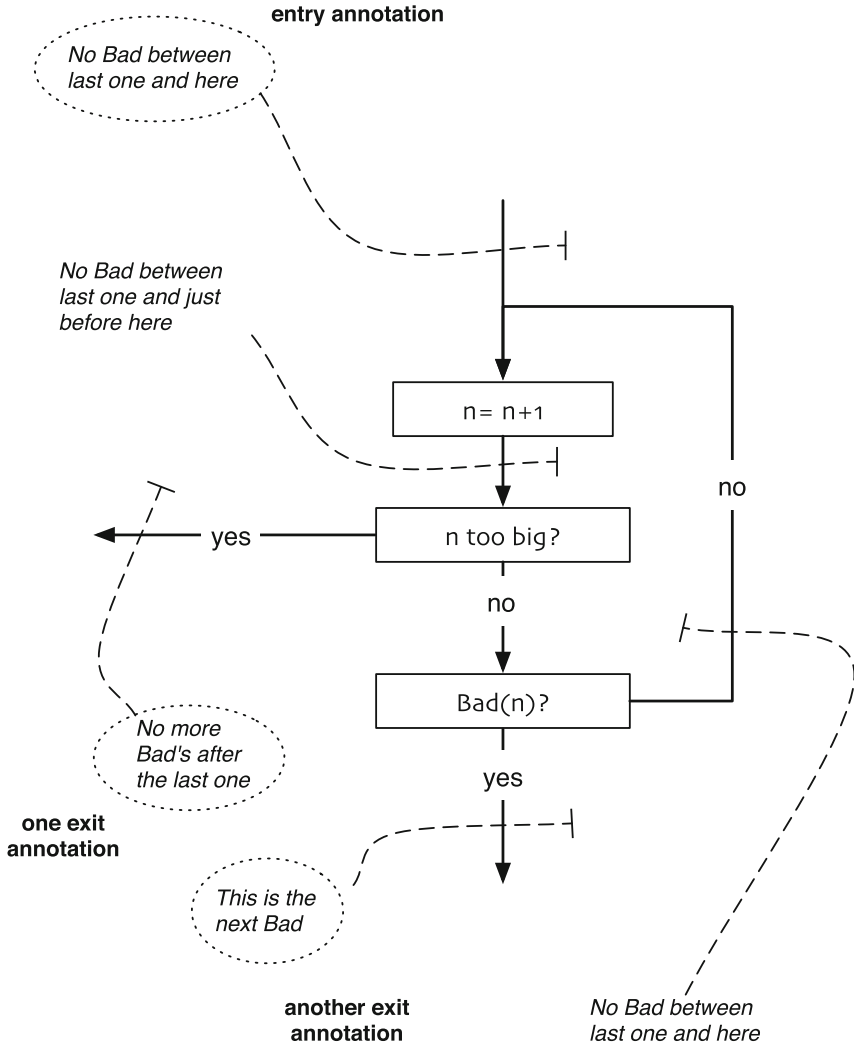 entry annotation
No Bad between
last one and here
No Bad between
last one and just
before here
n= n+1
no
yes
n too big?
no
Bad(n)?
No more
Bad's after
the last one
yes
one exit
annotation
This is the
next Bad
another exit
annotation
No Bad between
last one and here